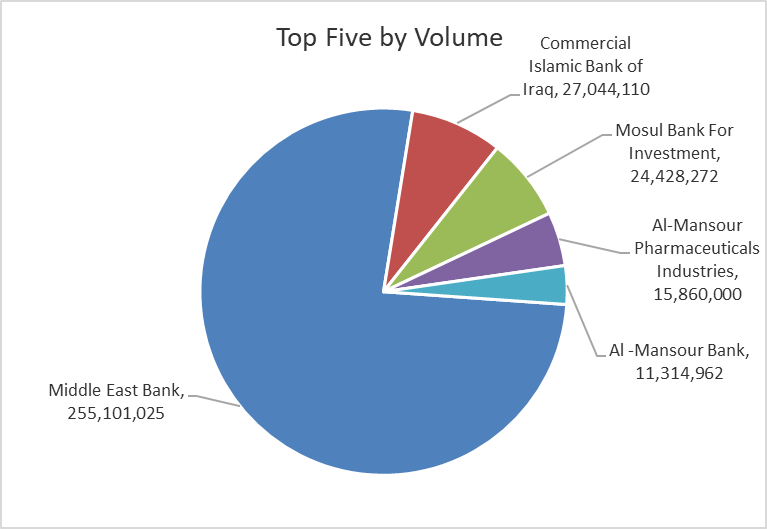 Top Five by Volume
Commercial
Islamic Bank of
Iraq, 27,044,110
Mosul Bank For
Investment,
24,428,272
Al-Mansour
Pharmaceuticals
Industries,
15,860,000
Al -Mansour Bank,
11,314,962
Middle East Bank,
255,101,025